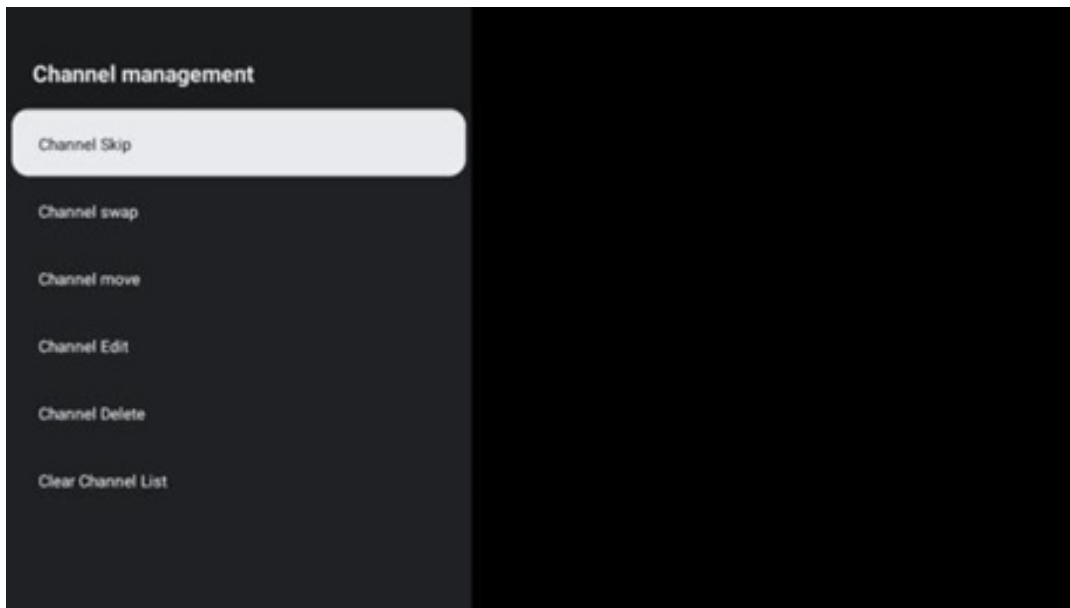 Channel management
Channel Skip
Channel swap
Channel move
Channel Edit
Channel Delete
Clear Channel List